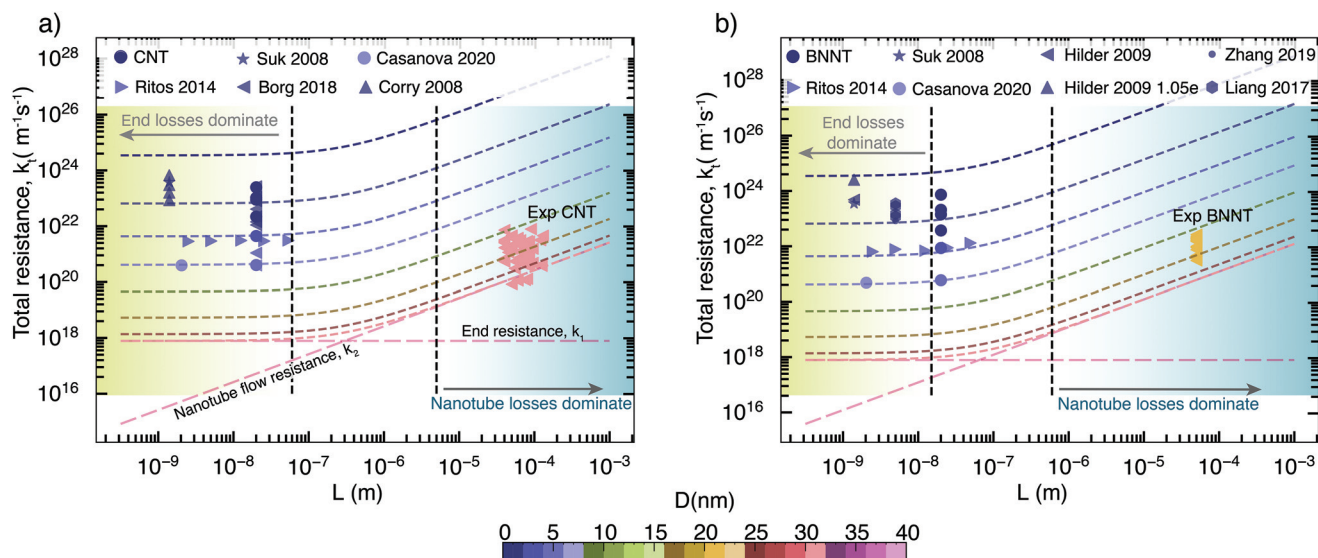 a)
Total resistance, kt( m⁻¹s⁻¹)
10²⁸
10²⁶
10²⁴
10²²
10²⁰
10¹⁸
10¹⁶
CNT
Suk 2008
Casanova 2020
Ritos 2014
Borg 2018
Corry 2008
End losses dominate
Exp CNT
End resistance, k₁
Nanotube flow resistance, k₂
Nanotube losses dominate
10⁻⁹ 10⁻⁸ 10⁻⁷ 10⁻⁶ 10⁻⁵ 10⁻⁴ 10⁻³
L (m)
b)
Total resistance, kt( m⁻¹s⁻¹)
10²⁸
10²⁶
10²⁴
10²²
10²⁰
10¹⁸
10¹⁶
BNNT
Suk 2008
Hilder 2009
Zhang 2019
Ritos 2014
Casanova 2020
Hilder 2009 1.05e
Liang 2017
End losses
dominate
Exp BNNT
Nanotube losses dominate
10⁻⁹ 10⁻⁸ 10⁻⁷ 10⁻⁶ 10⁻⁵ 10⁻⁴ 10⁻³
L (m)
D(nm)
0 5 10 15 20 25 30 35 40